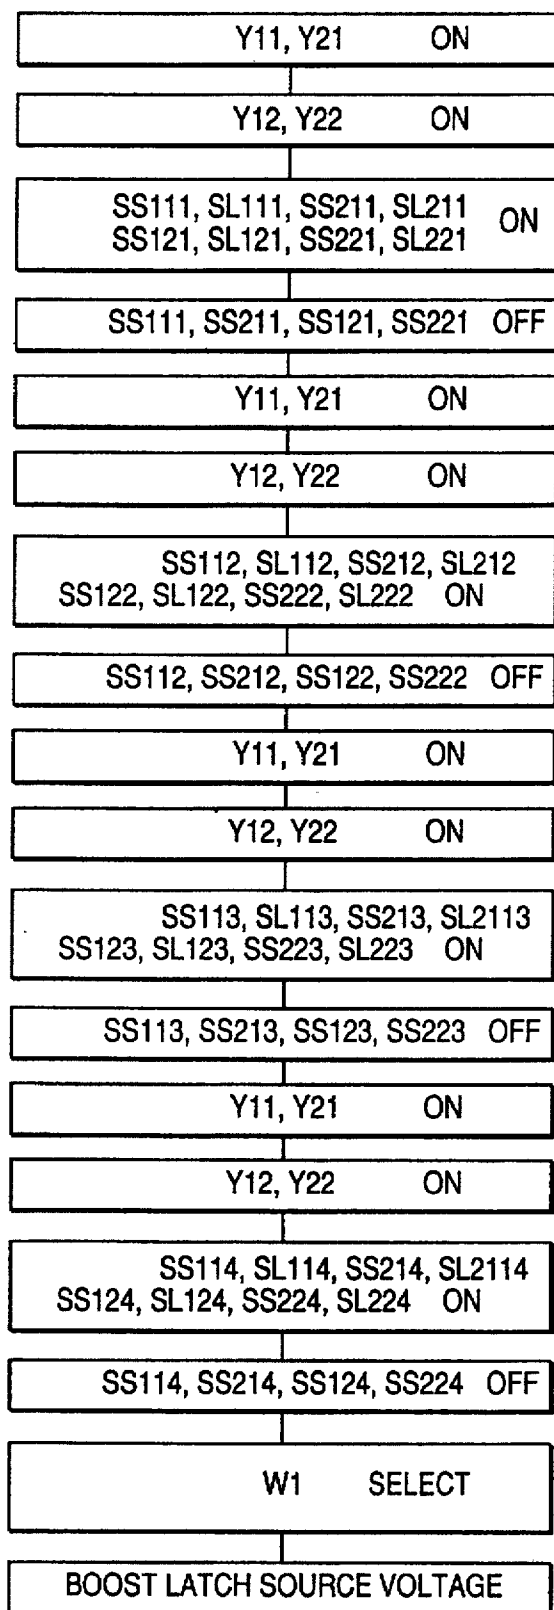 Y11, Y21 ON
Y12, Y22 ON
SS111, SL111, SS211, SL211
SS121, SL121, SS221, SL221 ON
SS111, SS211, SS121, SS221 OFF
Y11, Y21 ON
Y12, Y22 ON
SS112, SL112, SS212, SL212
SS122, SL122, SS222, SL222 ON
SS112, SS212, SS122, SS222 OFF
Y11, Y21 ON
Y12, Y22 ON
SS113, SL113, SS213, SL2113
SS123, SL123, SS223, SL223 ON
SS113, SS213, SS123, SS223 OFF
Y11, Y21 ON
Y12, Y22 ON
SS114, SL114, SS214, SL2114
SS124, SL124, SS224, SL224 ON
SS114, SS214, SS124, SS224 OFF
W1 SELECT
BOOST LATCH SOURCE VOLTAGE